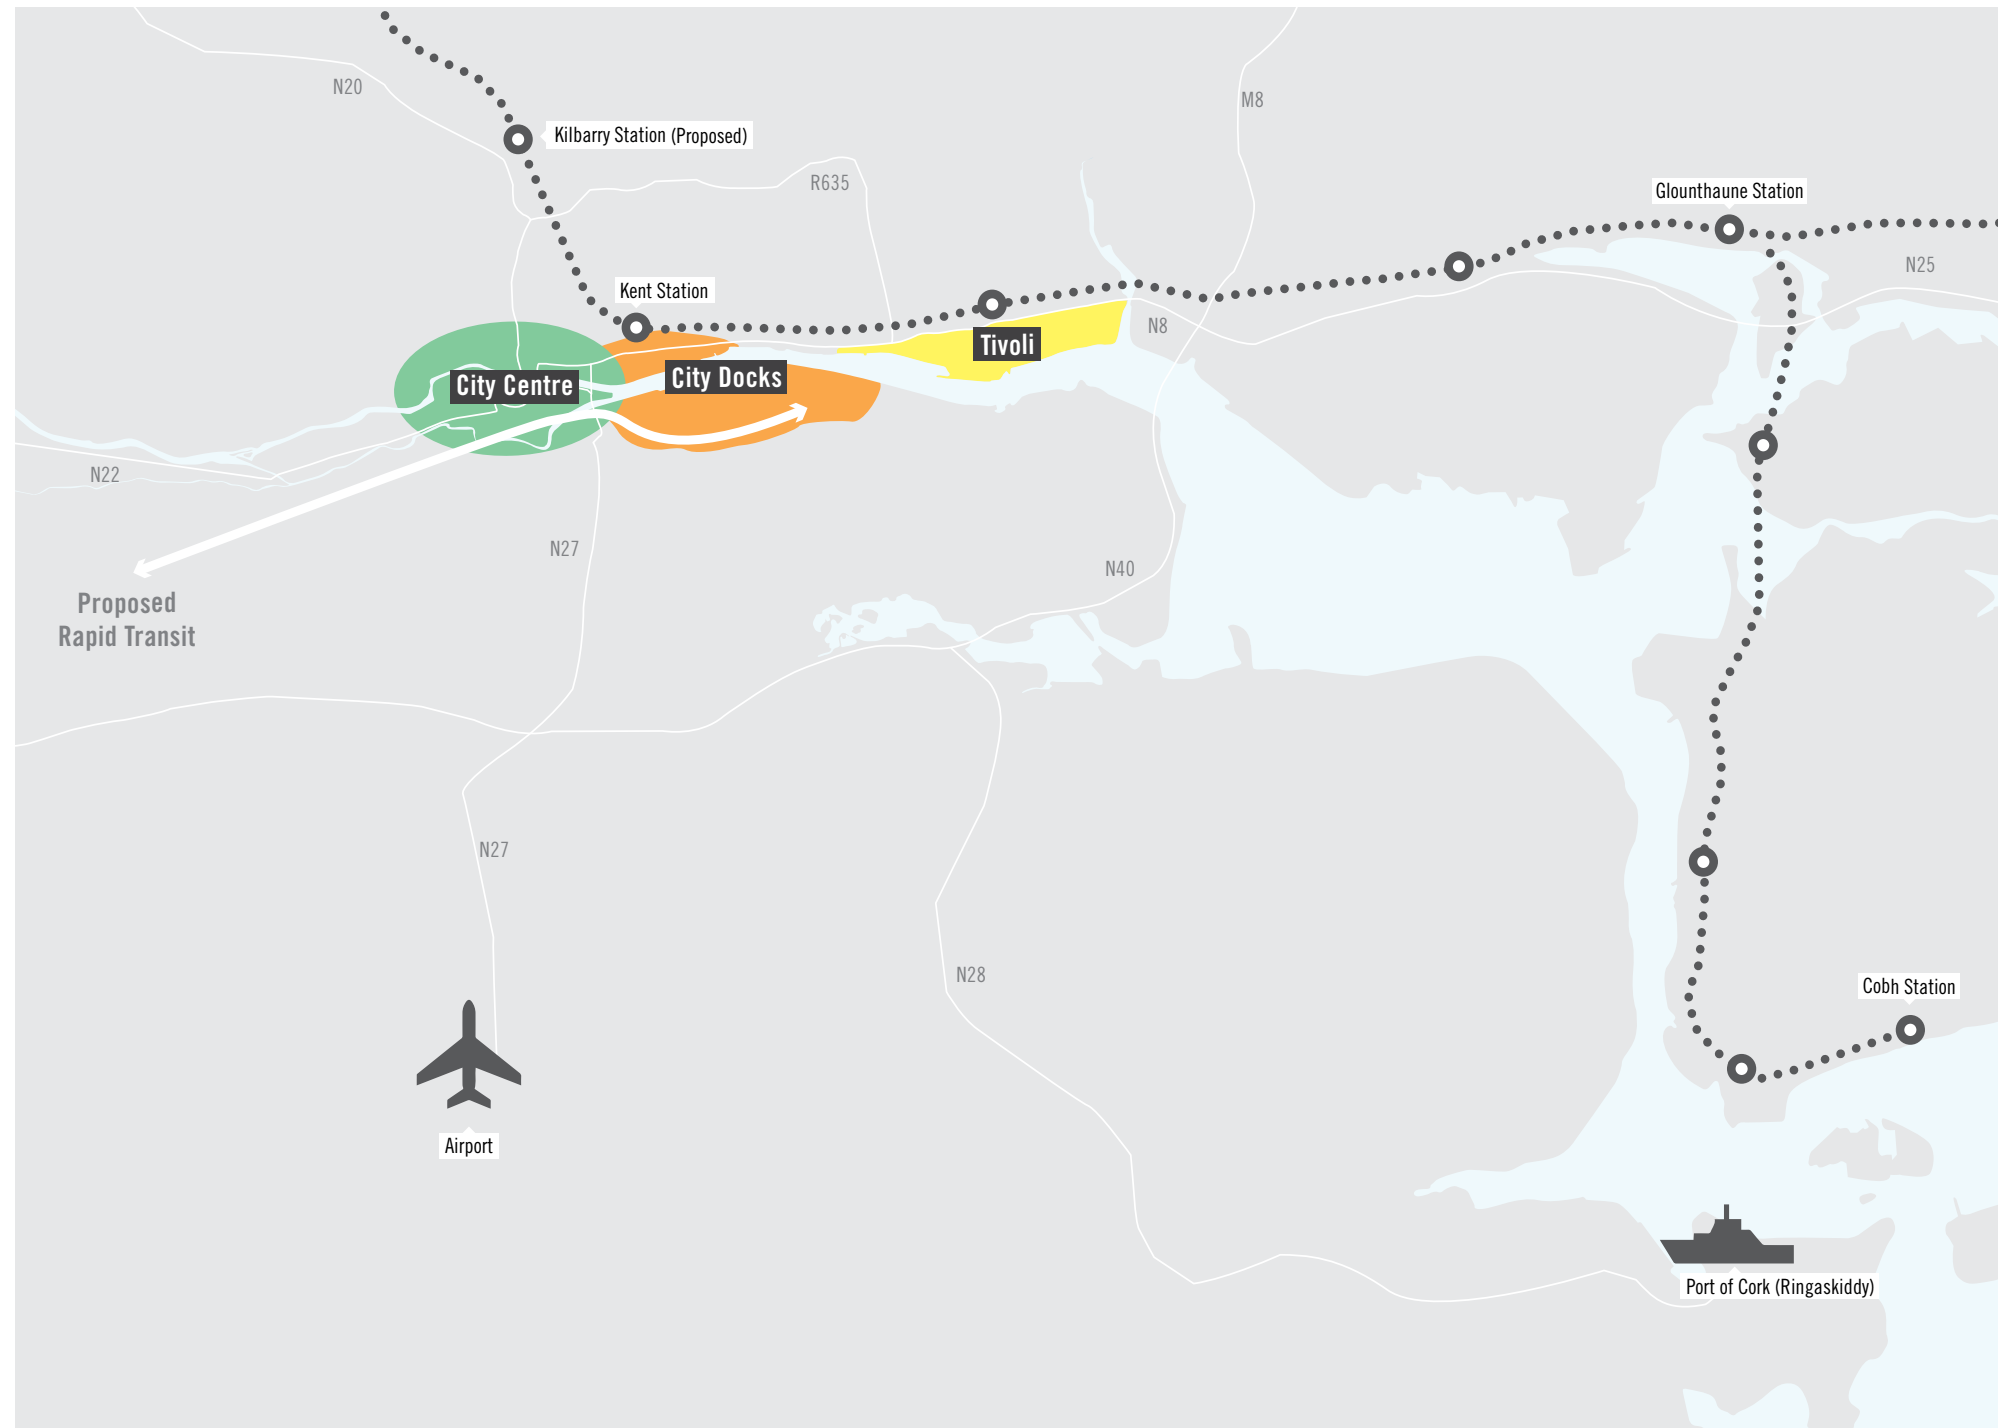 N20
M8
Kilbarry Station (Proposed)
R635
Glounthaune Station
N25
Kent Station
N8
Tivoli
City Centre
City Docks
N22
N27
N40
Proposed
Rapid Transit
N27
N28
Cobh Station
Airport
Port of Cork (Ringaskiddy)